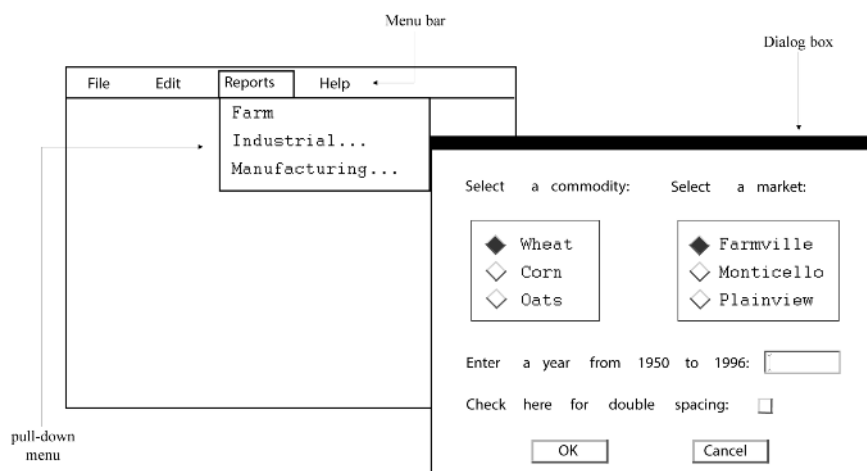 Menu bar
Dialog box
File Edit Reports Help
Farm
Industrial...
Manufacturing...
Select a commodity: Select a market:
Wheat Farmville
Corn Monticello
Oats Plainview
Enter a year from 1950 to 1996:
Check here for double spacing:
pull-down
menu
OK Cancel